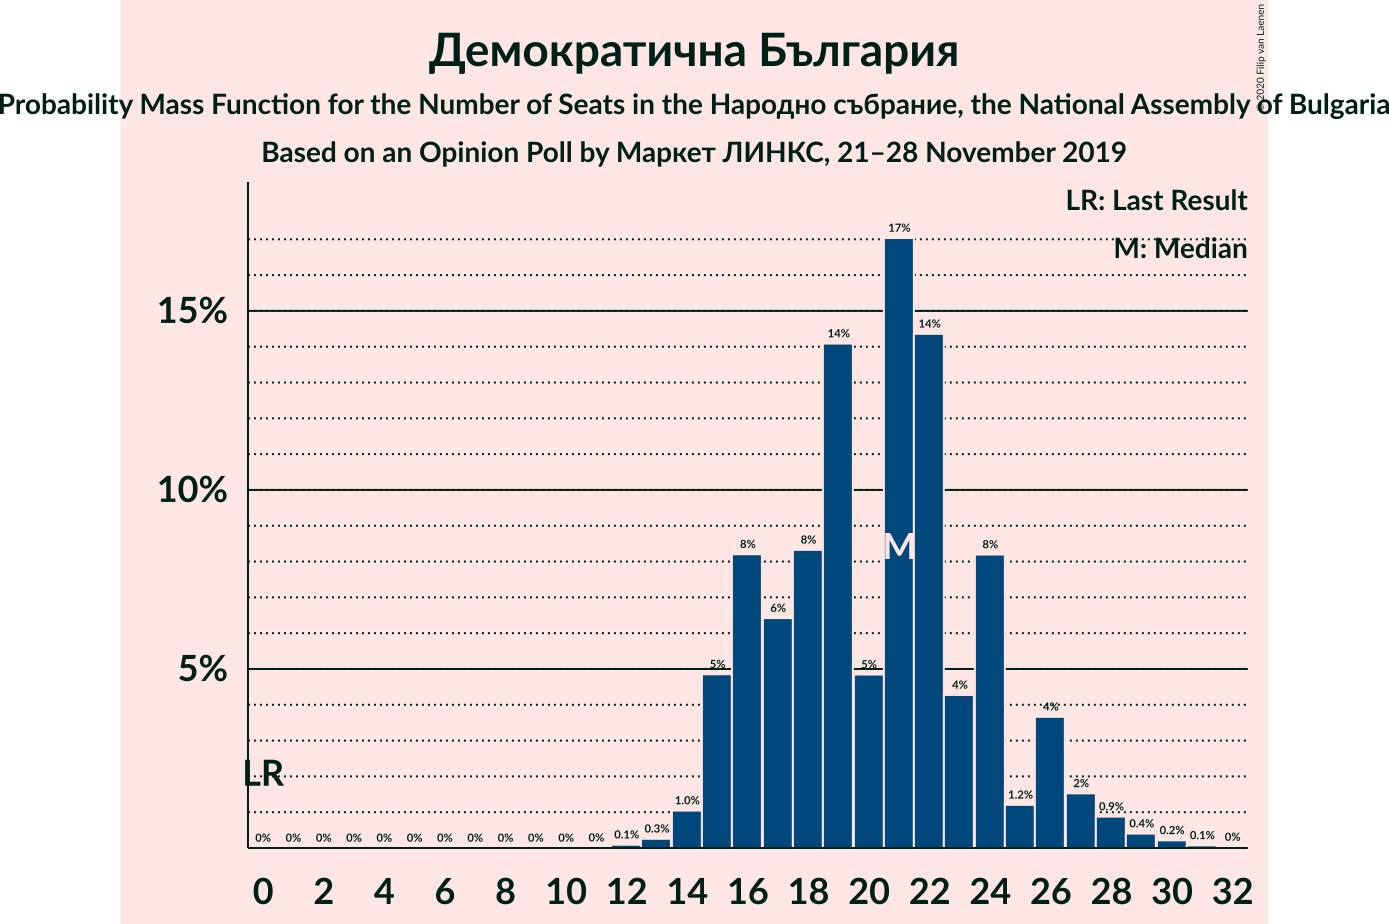 Демократична България
Probability Mass Function for the Number of Seats in the Народно събрание, the National Assembly of Bulgaria
Based on an Opinion Poll by Маркет ЛИНКС, 21–28 November 2019
© 2020 Filip van Laenen
LR: Last Result
M: Median
17%
15%
14%
14%
10%
8%
8%
M
8%
6%
5%
5%
5%
4%
4%
LR
2%
1.0%
1.2%
0.9%
0% 0% 0% 0% 0% 0% 0% 0% 0% 0% 0% 0% 0.1% 0.3% 0.4% 0.2% 0.1% 0%
0 2 4 6 8 10 12 14 16 18 20 22 24 26 28 30 32